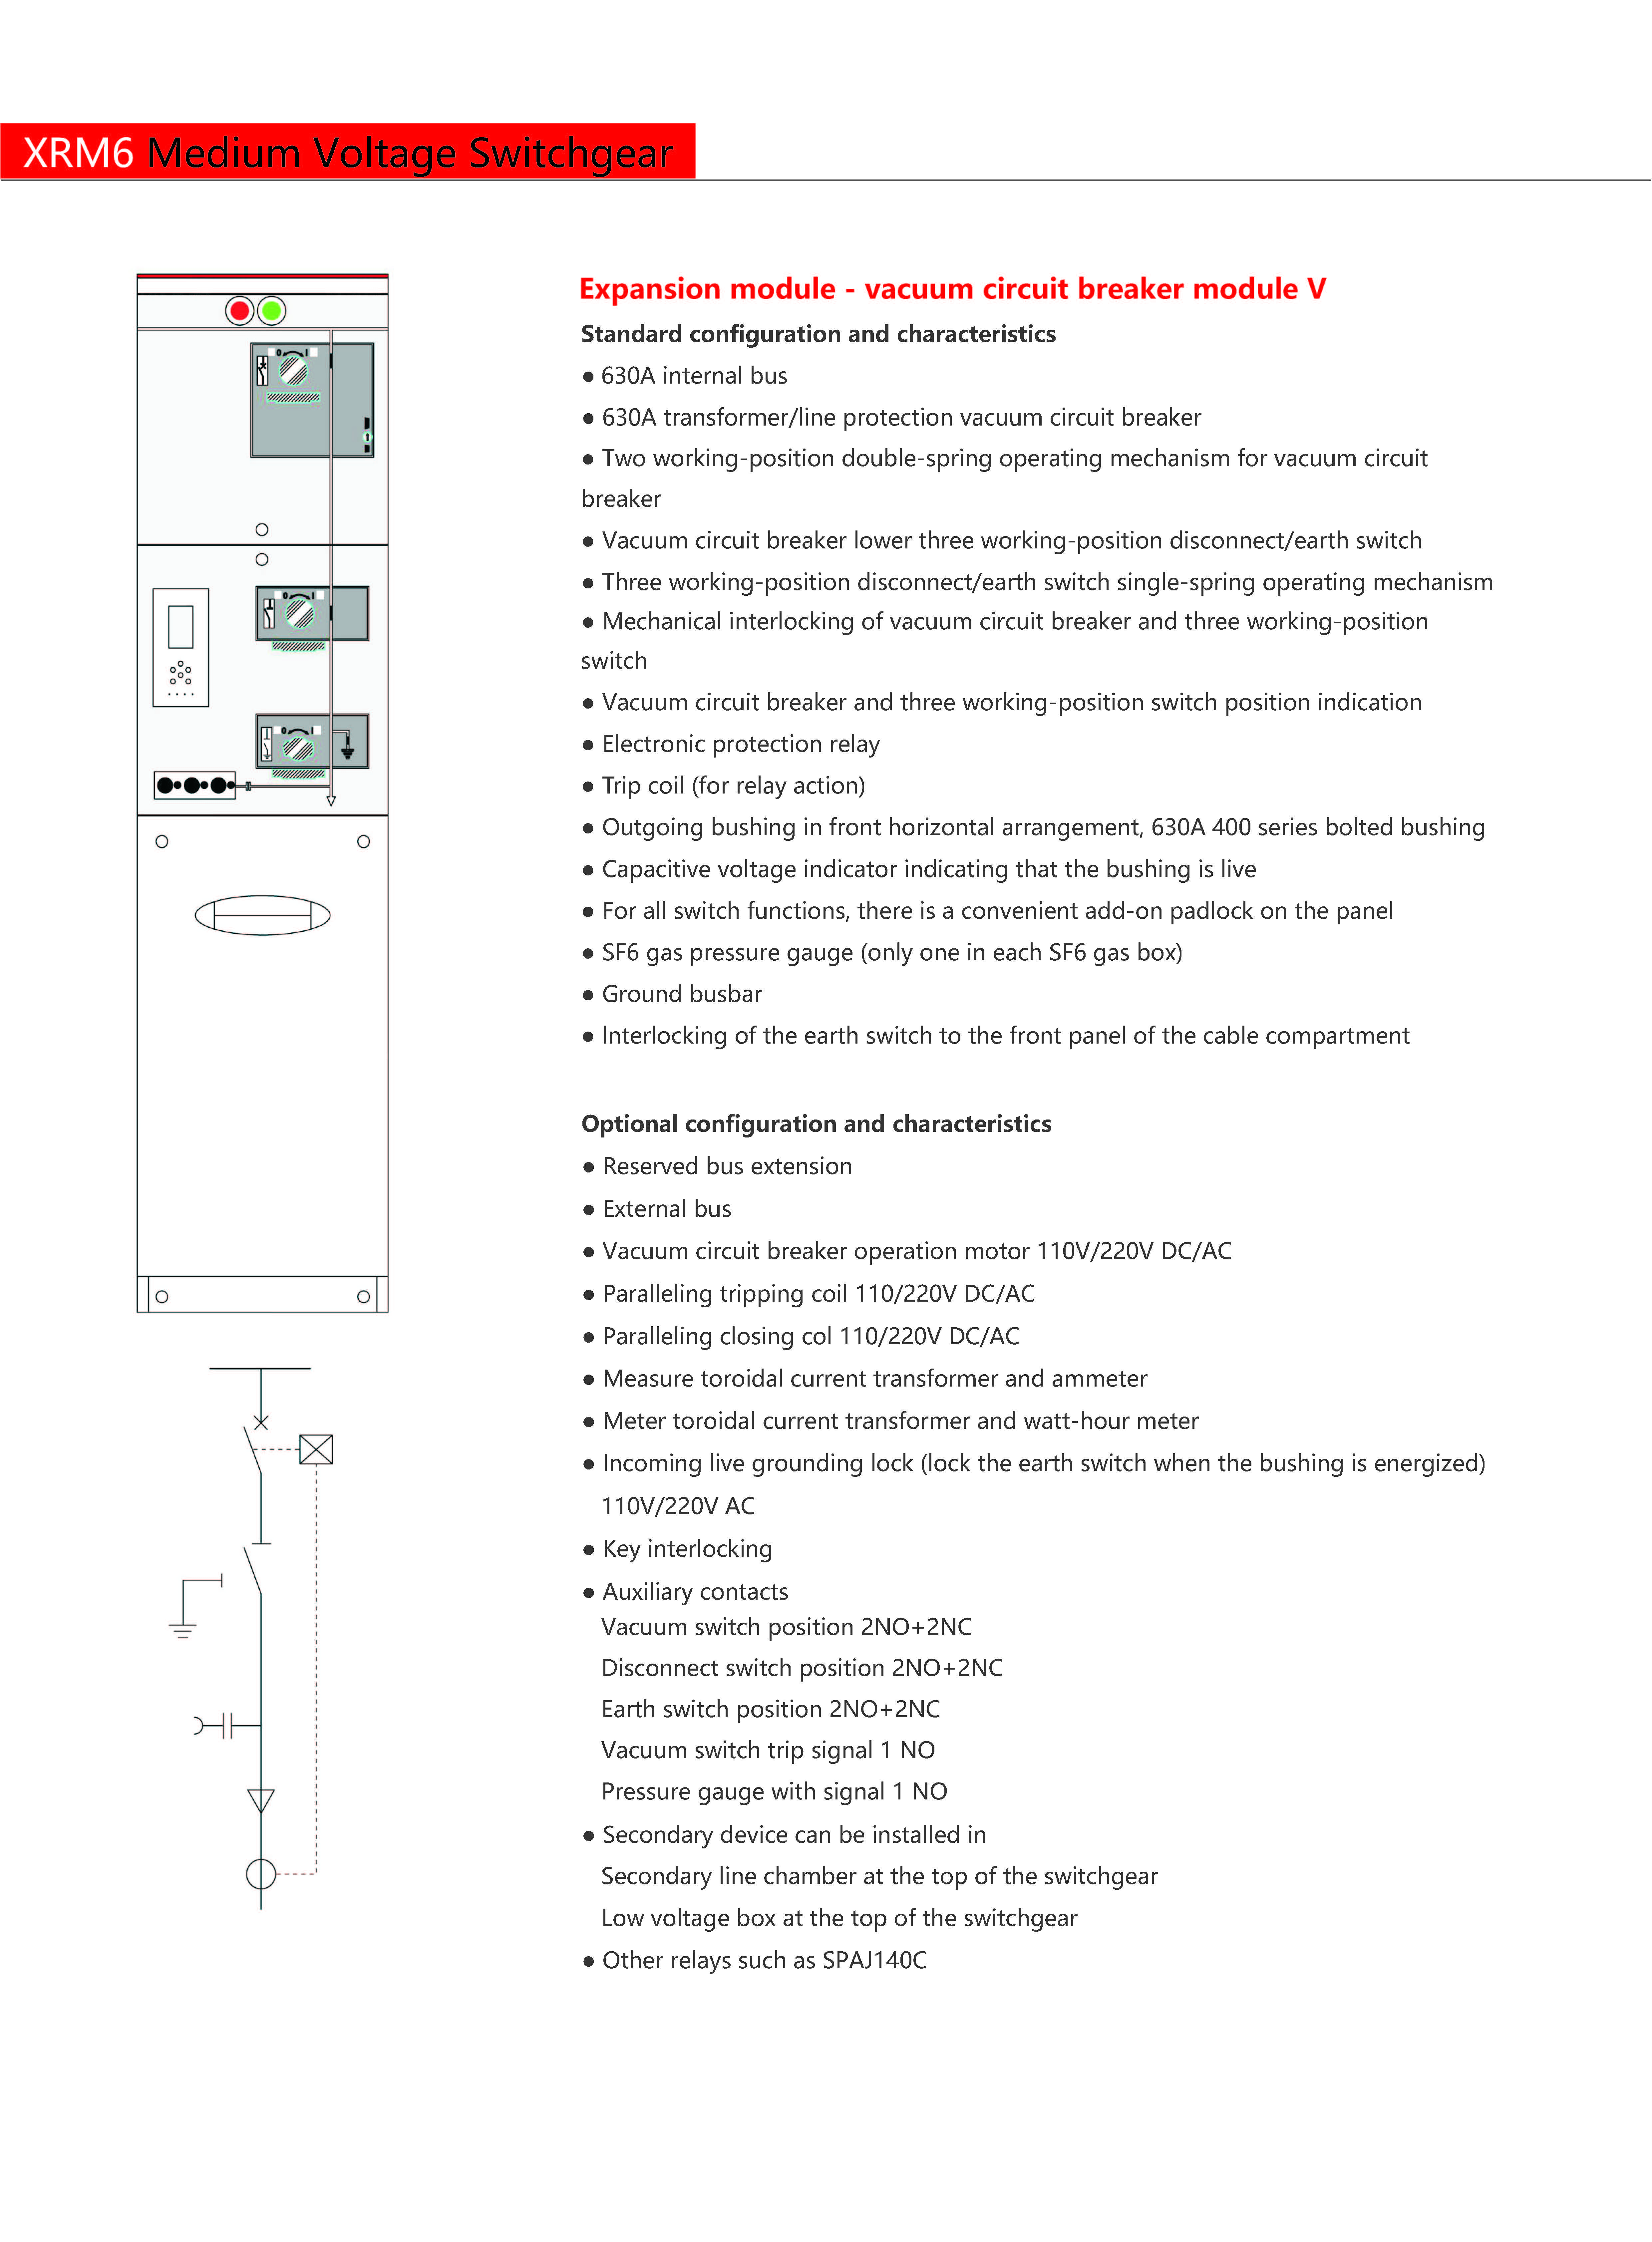 XRM6 Medium Voltage Switchgear
Expansion module - vacuum circuit breaker module V
Standard configuration and characteristics
● 630A internal bus
● 630A transformer/line protection vacuum circuit breaker
● Two working-position double-spring operating mechanism for vacuum circuit
breaker
● Vacuum circuit breaker lower three working-position disconnect/earth switch
● Three working-position disconnect/earth switch single-spring operating mechanism
● Mechanical interlocking of vacuum circuit breaker and three working-position
switch
● Vacuum circuit breaker and three working-position switch position indication
● Electronic protection relay
● Trip coil (for relay action)
● Outgoing bushing in front horizontal arrangement, 630A 400 series bolted bushing
● Capacitive voltage indicator indicating that the bushing is live
● For all switch functions, there is a convenient add-on padlock on the panel
● SF6 gas pressure gauge (only one in each SF6 gas box)
● Ground busbar
● lnterlocking of the earth switch to the front panel of the cable compartment
Optional configuration and characteristics
● Reserved bus extension
● External bus
● Vacuum circuit breaker operation motor 110V/220V DC/AC
● Paralleling tripping coil 110/220V DC/AC
● Paralleling closing col 110/220V DC/AC
● Measure toroidal current transformer and ammeter
● Meter toroidal current transformer and watt-hour meter
● Incoming live grounding lock (lock the earth switch when the bushing is energized)
110V/220V AC
● Key interlocking
● Auxiliary contacts
Vacuum switch position 2NO+2NC
Disconnect switch position 2NO+2NC
Earth switch position 2NO+2NC
Vacuum switch trip signal 1 NO
Pressure gauge with signal 1 NO
● Secondary device can be installed in
Secondary line chamber at the top of the switchgear
Low voltage box at the top of the switchgear
● Other relays such as SPAJ140C
0 I
0 I
0 I